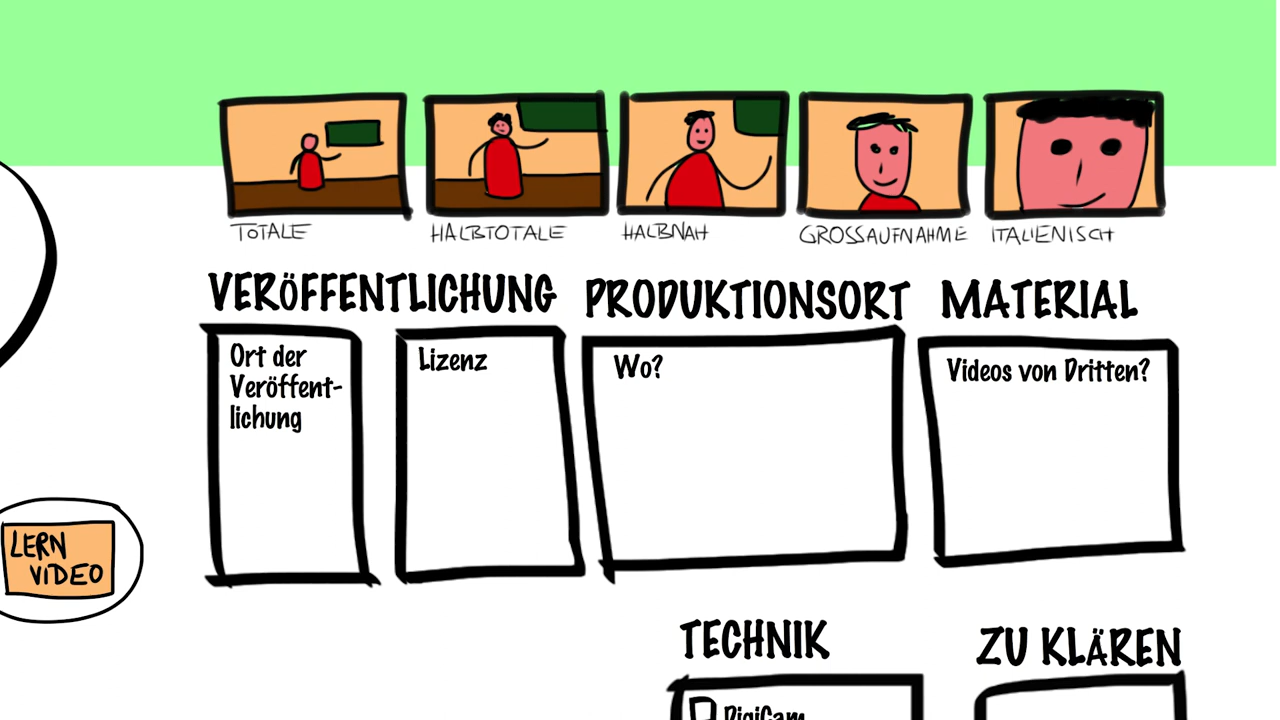 TOTALE
HALBTOTALE
HALBNAH
GROSSAUFNAHME
ITALIENISCH
VERÖFFENTLICHUNG
PRODUKTIONSORT
MATERIAL
Ort der
Veröffent-
lichung
Lizenz
Wo?
Videos von Dritten?
LERN
VIDEO
TECHNIK
ZU KLÄREN
DigiCam